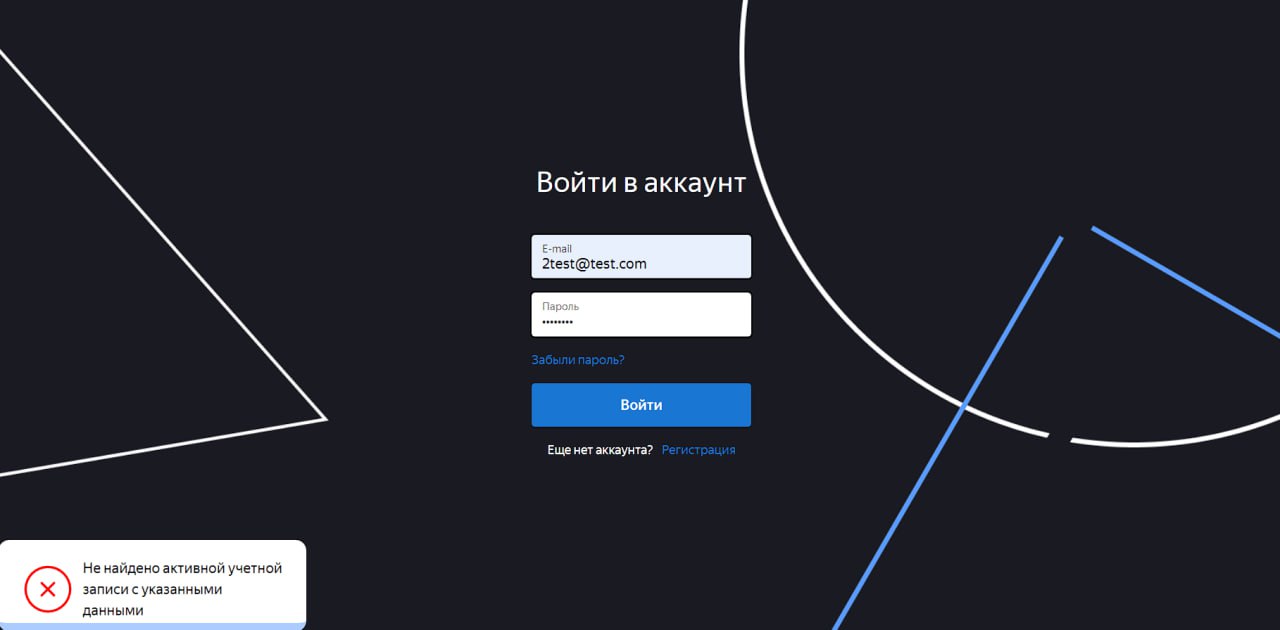 Войти в аккаунт
E-mail
2test@test.com
Пароль
••••••••
Забыли пароль?
Войти
Еще нет аккаунта? Регистрация
Не найдено активной учетной
записи с указанными
данными